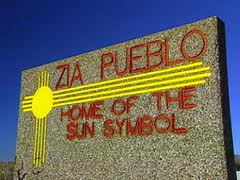 ZIA PUEBLO
HOME OF THE
SUN SYMBOL